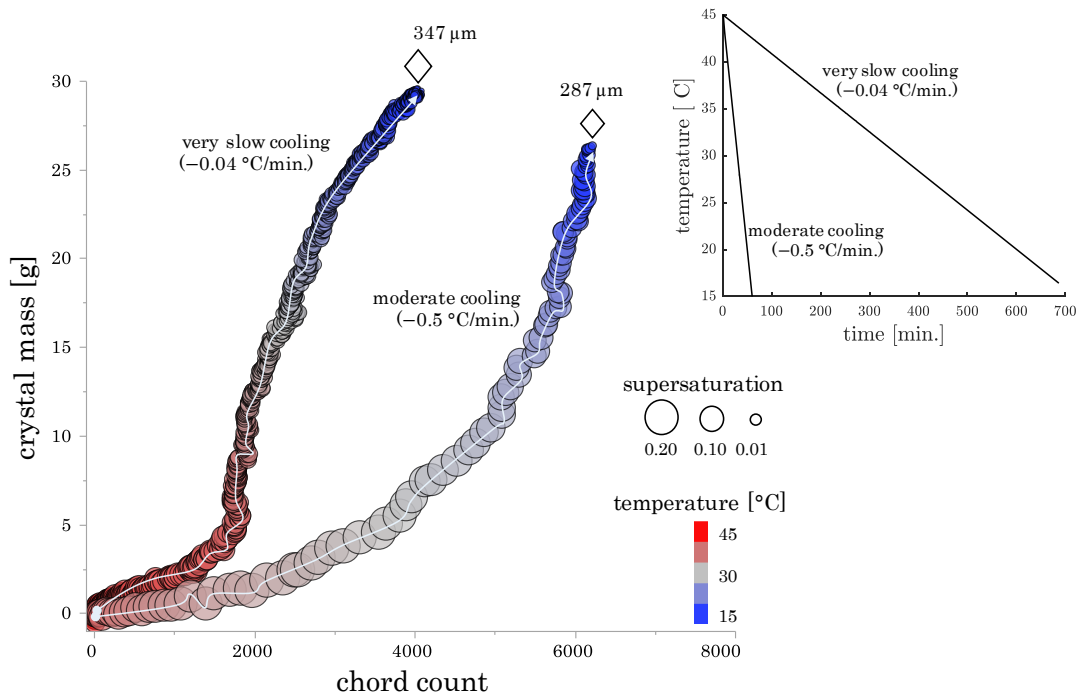 347 µm
287 µm
very slow cooling
(−0.04 °C/min.)
moderate cooling
(−0.5 °C/min.)
crystal mass [g]
30
25
20
15
10
5
0
0
2000
4000
6000
8000
chord count
supersaturation
0.20
0.10
0.01
temperature [°C]
45
30
15
temperature [ C]
45
40
35
30
25
20
15
very slow cooling
(−0.04 °C/min.)
moderate cooling
(−0.5 °C/min.)
0
100
200
300
400
500
600
700
time [min.]